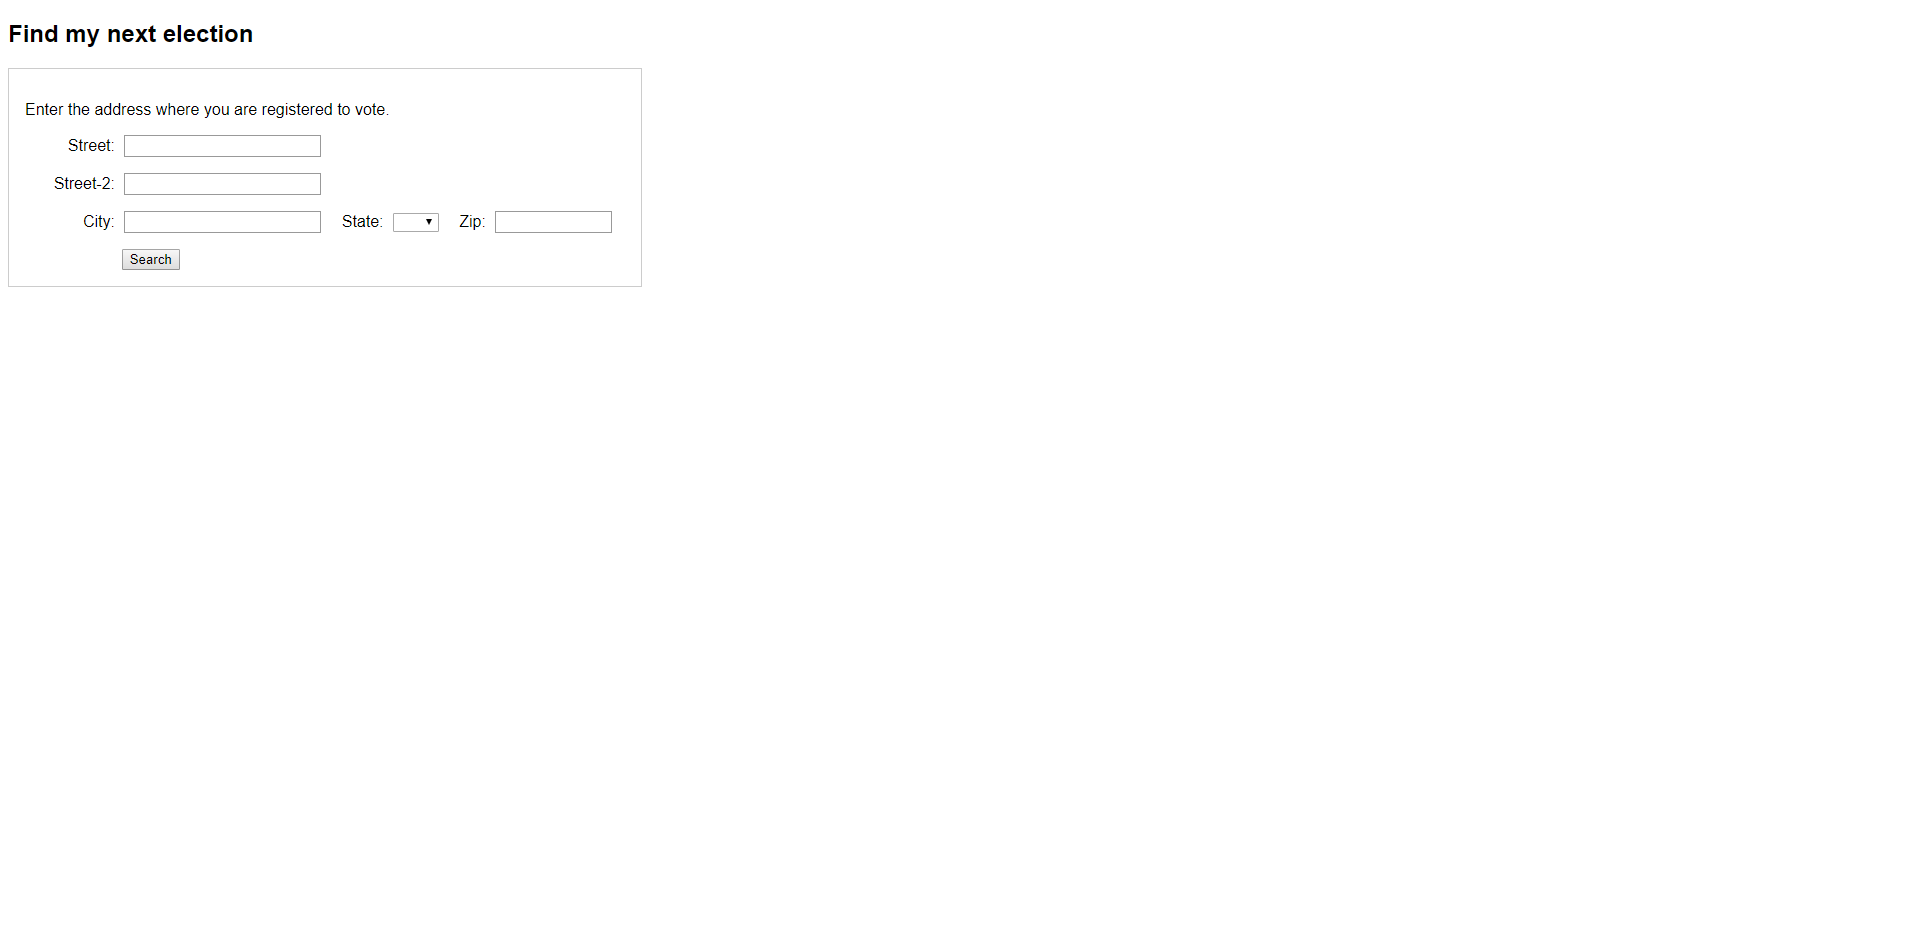 Find my next election
Enter the address where you are registered to vote.
Street:
Street-2:
City: State: Zip:
Search